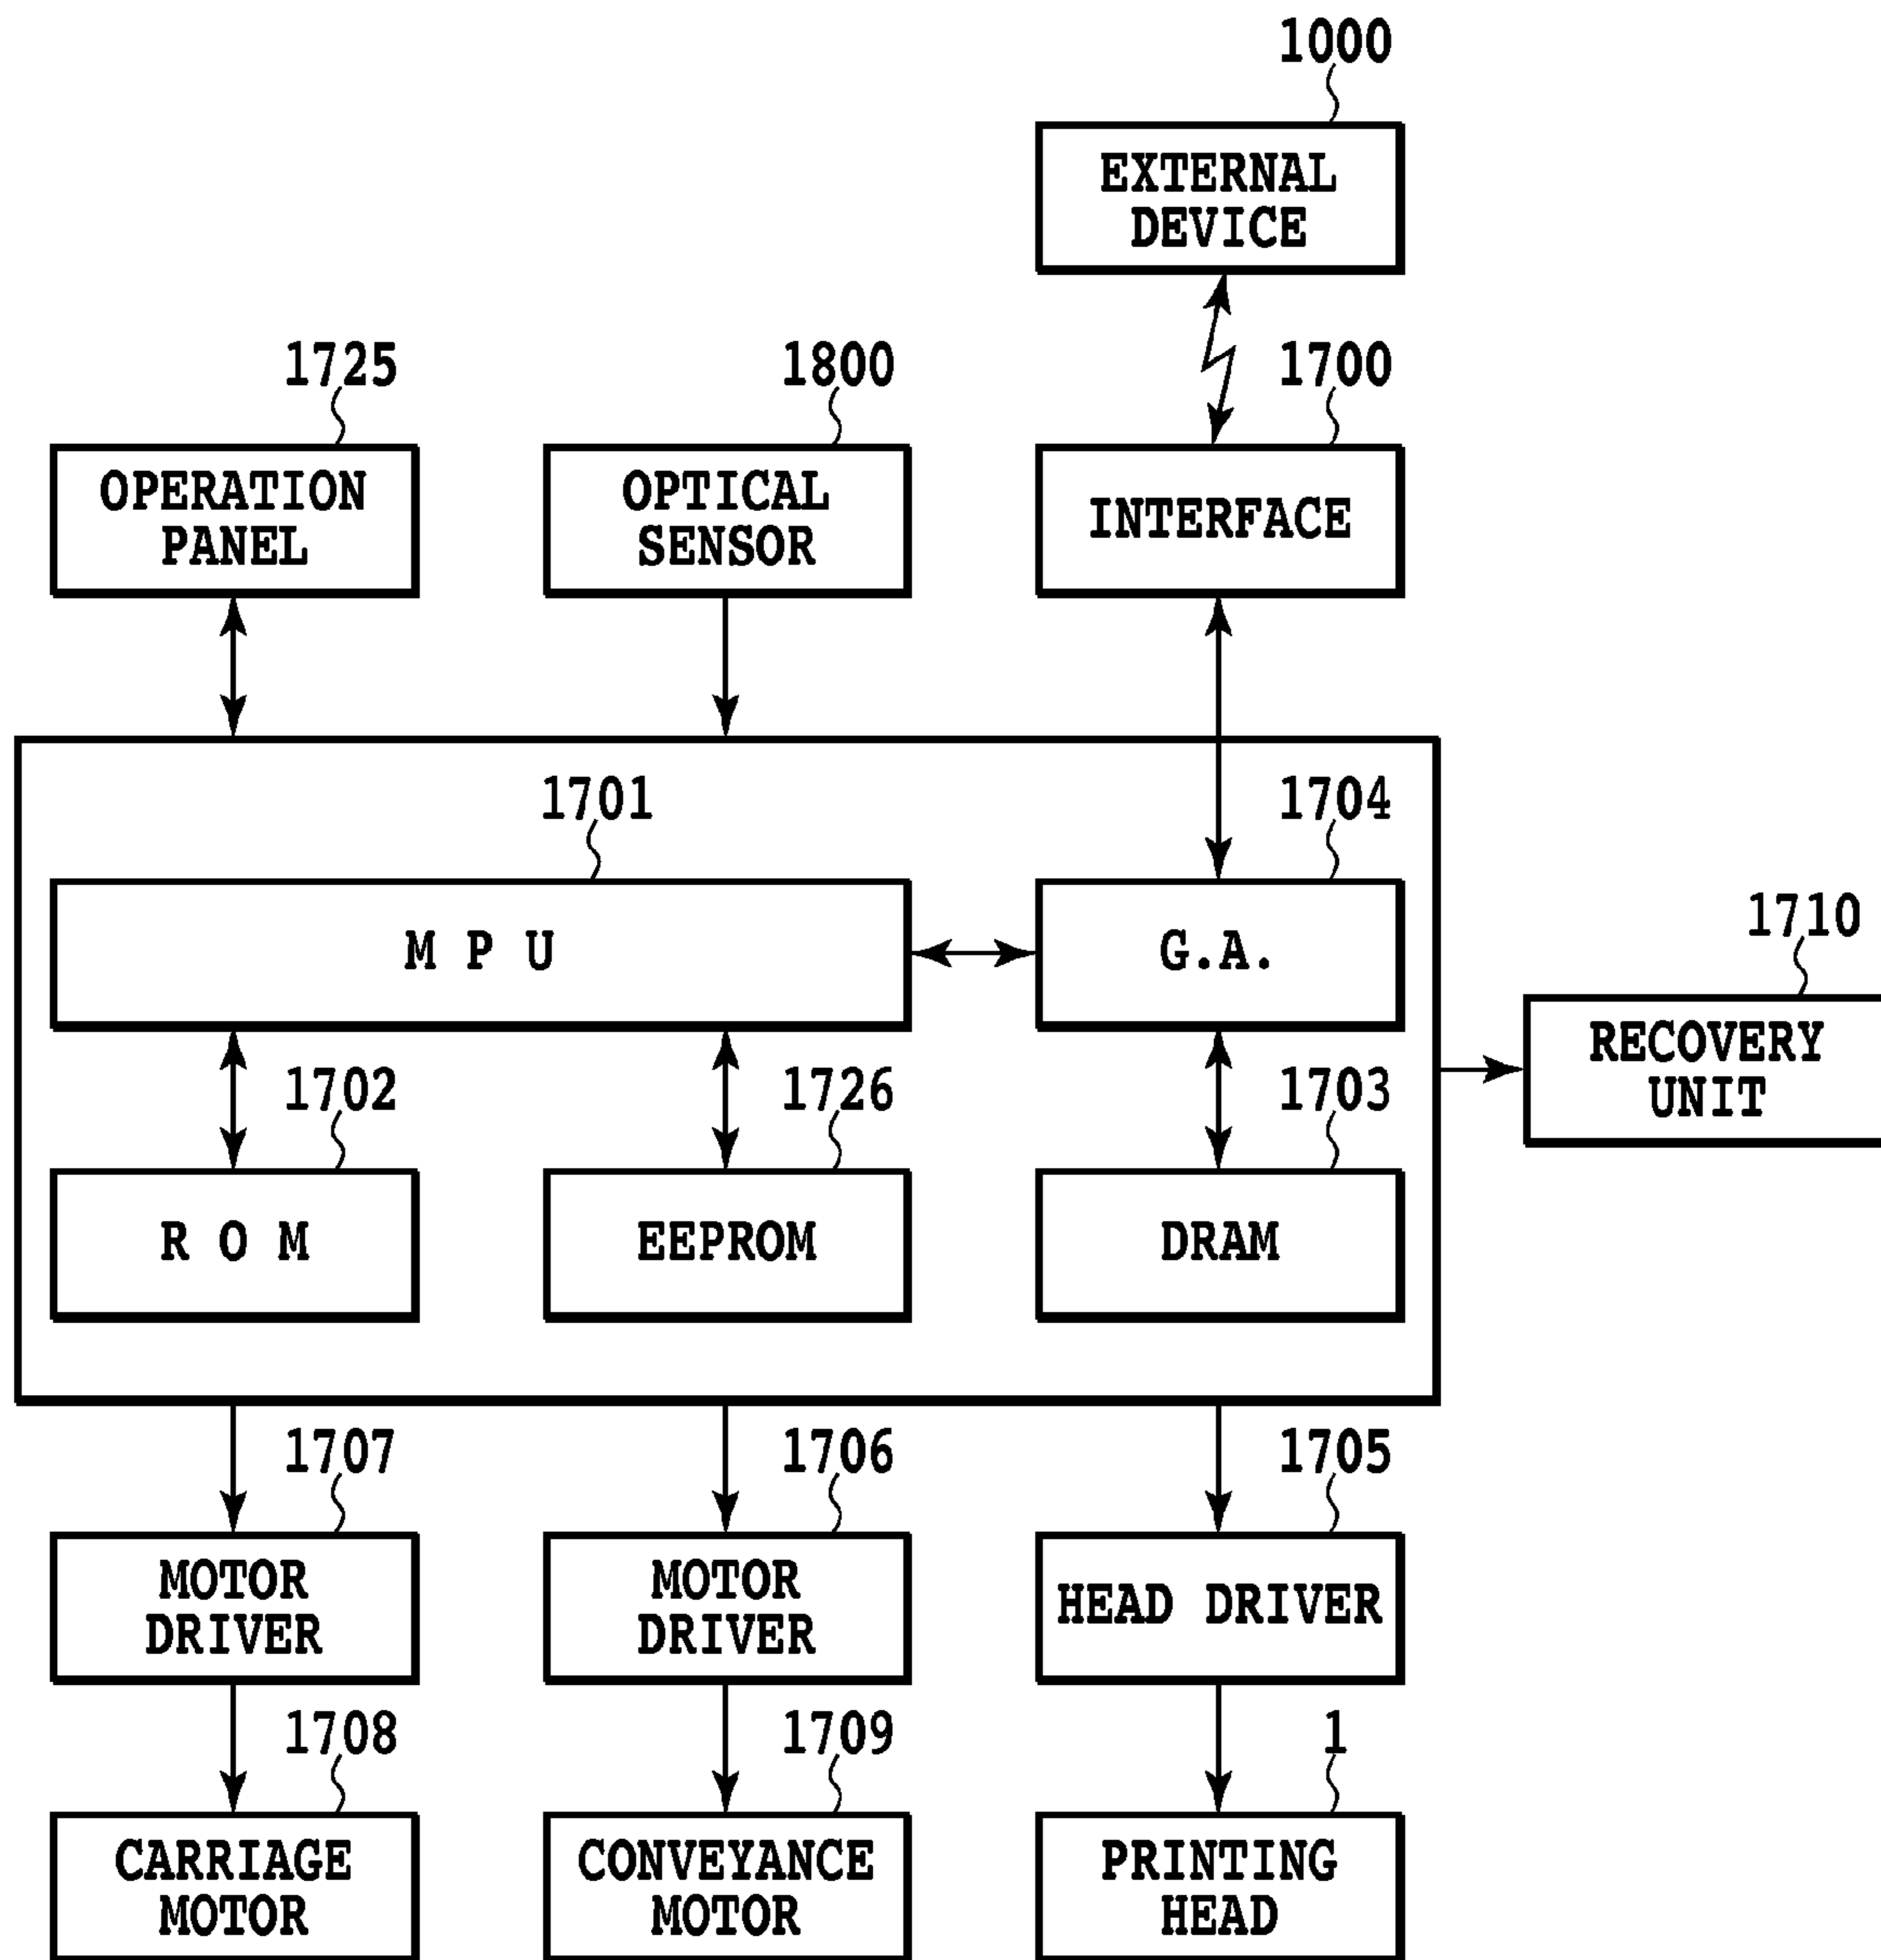 1000
EXTERNAL
DEVICE
1725
1800
1700
OPERATION
PANEL
OPTICAL
SENSOR
INTERFACE
1701
1704
M P U
G.A.
1710
RECOVERY
UNIT
1702
1726
1703
R O M
EEPROM
DRAM
1707
1706
1705
MOTOR
DRIVER
MOTOR
DRIVER
HEAD DRIVER
1708
1709
1
CARRIAGE
MOTOR
CONVEYANCE
MOTOR
PRINTING
HEAD